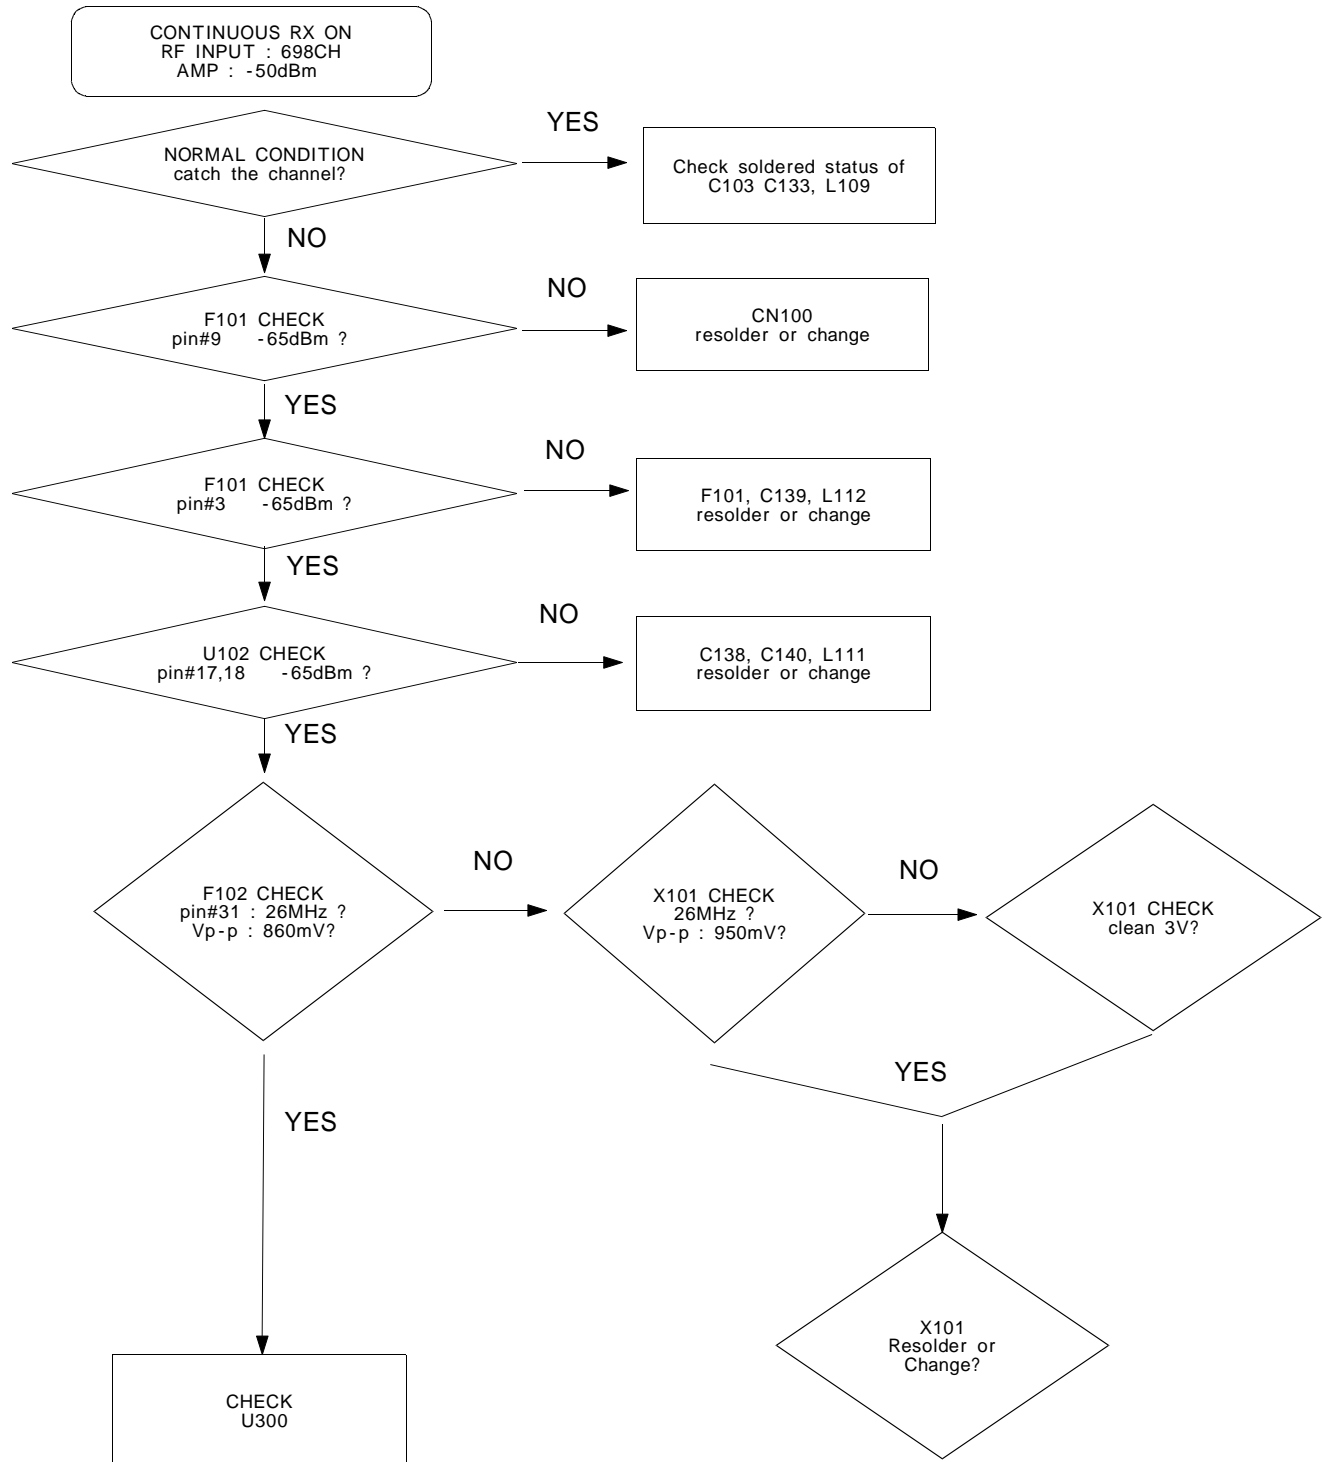 CONTINUOUS RX ON
RF INPUT : 698CH
AMP : -50dBm
NORMAL CONDITION
catch the channel?
YES
Check soldered status of
C103 C133, L109
NO
F101 CHECK
pin#9 -65dBm ?
NO
CN100
resolder or change
YES
F101 CHECK
pin#3 -65dBm ?
NO
F101, C139, L112
resolder or change
YES
U102 CHECK
pin#17,18 -65dBm ?
NO
C138, C140, L111
resolder or change
YES
F102 CHECK
pin#31 : 26MHz ?
Vp-p : 860mV?
NO
X101 CHECK
26MHz ?
Vp-p : 950mV?
NO
X101 CHECK
clean 3V?
YES
YES
X101
Resolder or
Change?
CHECK
U300